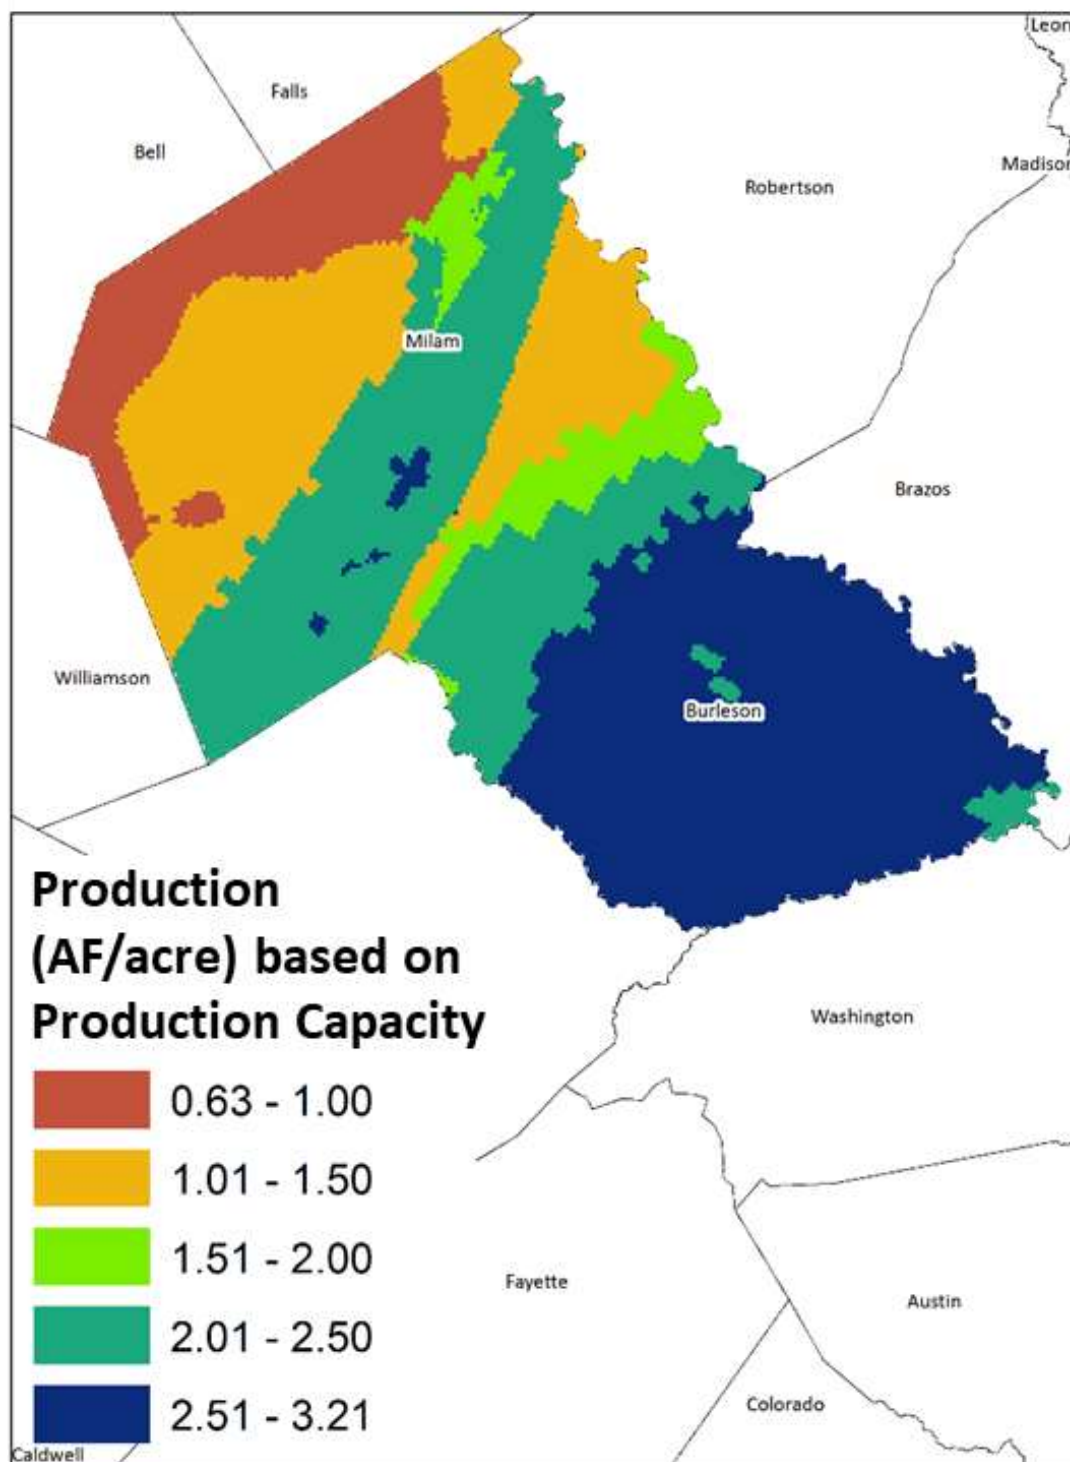 Leon
Falls
Bell
Madison
Robertson
Milam
Brazos
Williamson
Burleson
Production
(AF/acre) based on
Production Capacity
Washington
0.63 - 1.00
1.01 - 1.50
1.51 - 2.00
Fayette
Austin
2.01 - 2.50
Colorado
2.51 - 3.21
Caldwell